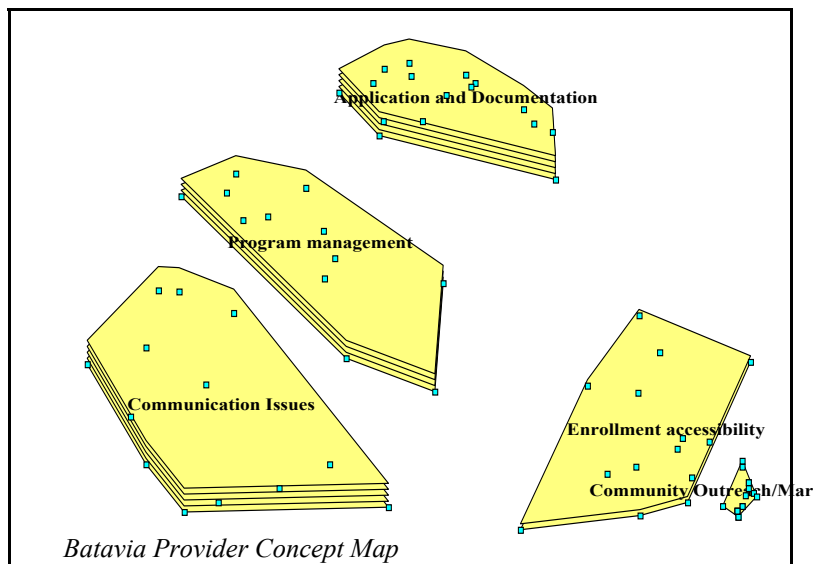 Application and Documentation
Program management
Communication Issues
Enrollment accessibility
Community Outreach/Mar
Batavia Provider Concept Map